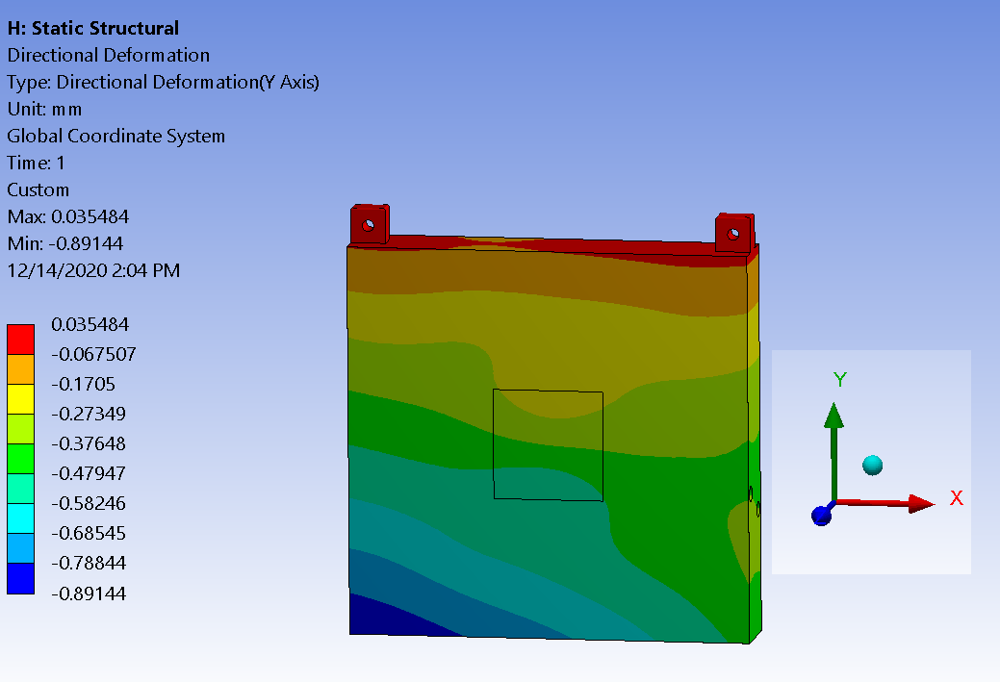 H: Static Structural
Directional Deformation
Type: Directional Deformation(Y Axis)
Unit: mm
Global Coordinate System
Time: 1
Custom
Max: 0.035484
Min: -0.89144
12/14/2020 2:04 PM
0.035484
-0.067507
-0.1705
-0.27349
-0.37648
-0.47947
-0.58246
-0.68545
-0.78844
-0.89144
Y
X